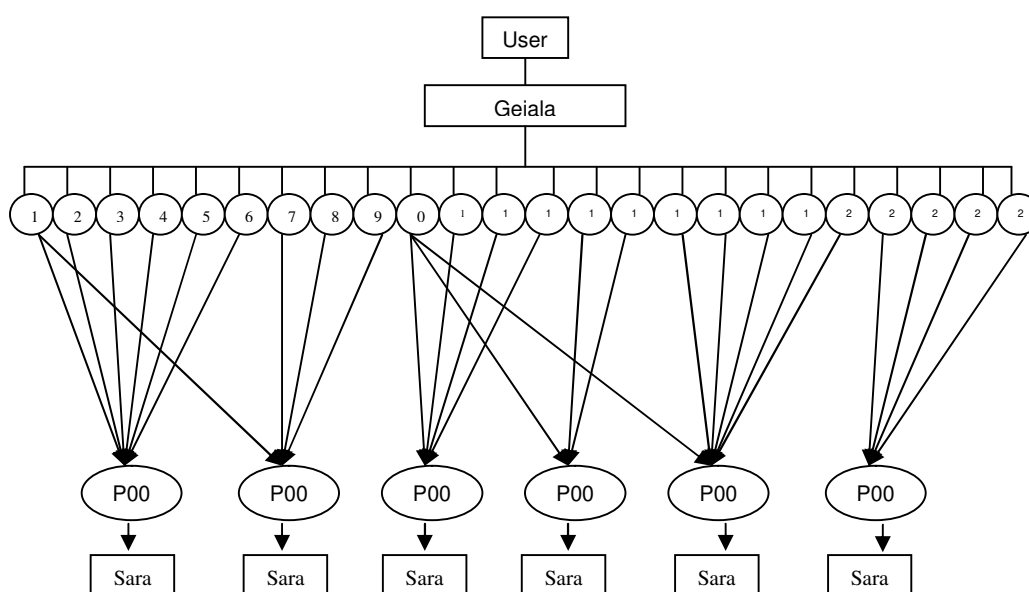 User
Geiala
1 2 3 4 5 6 7 8 9 0 1 1 1 1 1 1 1 1 1 2 2 2 2 2
P00 P00 P00 P00 P00 P00
Sara Sara Sara Sara Sara Sara